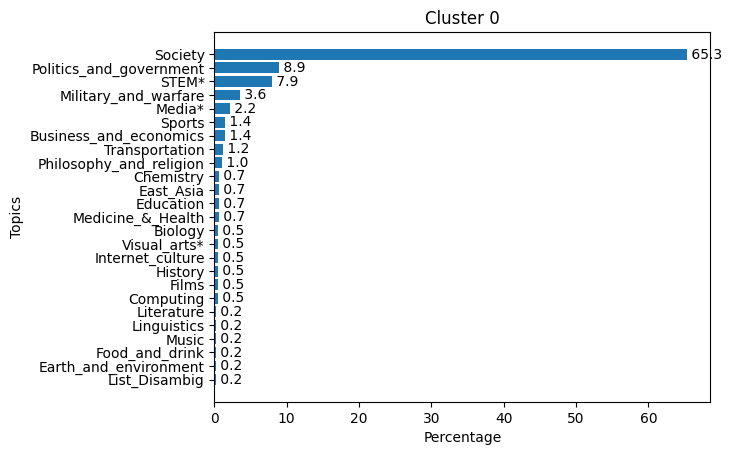 Cluster 0
Society 65.3
Politics_and_government 8.9
STEM* 7.9
Military_and_warfare 3.6
Media* 2.2
Sports 1.4
Business_and_economics 1.4
Transportation 1.2
Philosophy_and_religion 1.0
Chemistry 0.7
East_Asia 0.7
Education 0.7
Medicine_&_Health 0.7
Biology 0.5
Visual_arts* 0.5
Internet_culture 0.5
History 0.5
Films 0.5
Computing 0.5
Literature 0.2
Linguistics 0.2
Music 0.2
Food_and_drink 0.2
Earth_and_environment 0.2
List_Disambig 0.2
Topics
0 10 20 30 40 50 60
Percentage